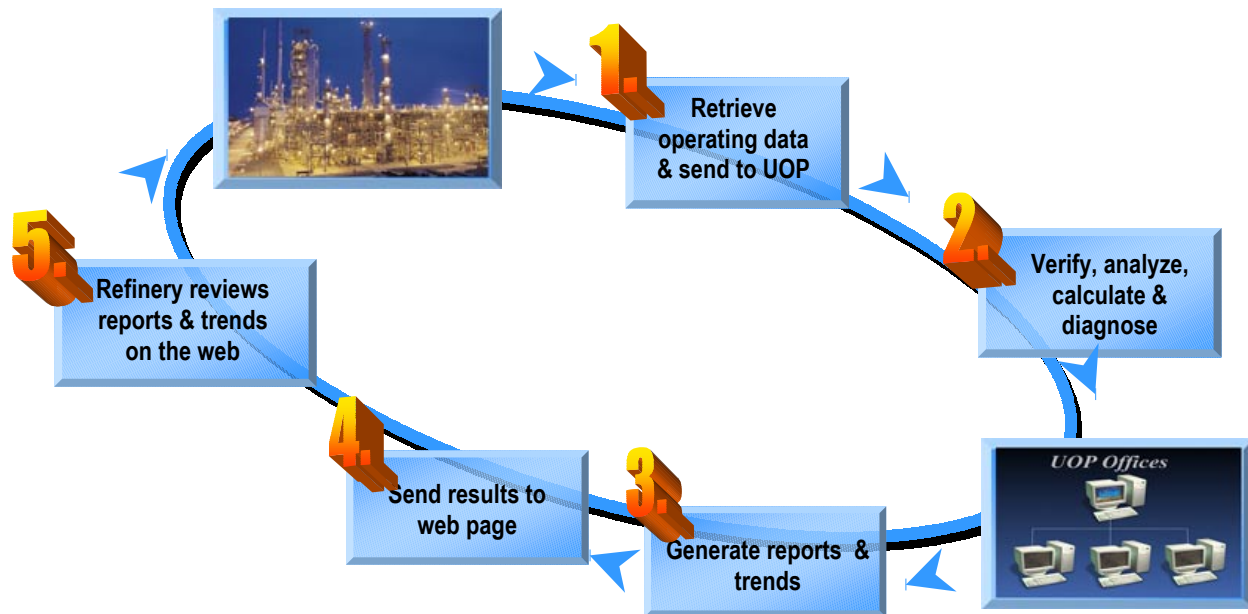 1.
Retrieve
operating data
& send to UOP
2.
Verify, analyze,
calculate &
diagnose
UOP Offices
3.
Generate reports &
trends
4.
Send results to
web page
5.
Refinery reviews
reports & trends
on the web